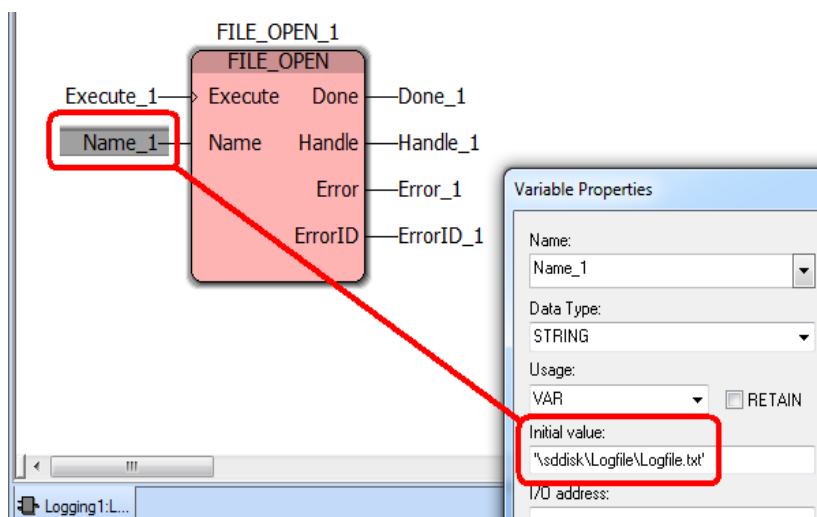 FILE_OPEN_1
FILE_OPEN
Execute_1 Execute Done Done_1
Name_1 Name Handle Handle_1
Error Error_1
ErrorID ErrorID_1
Variable Properties
Name:
Name_1
Data Type:
STRING
Usage:
VAR RETAIN
Initial value:
'\sddisk\Logfile\Logfile.txt'
I/O address:
Logging1:L...